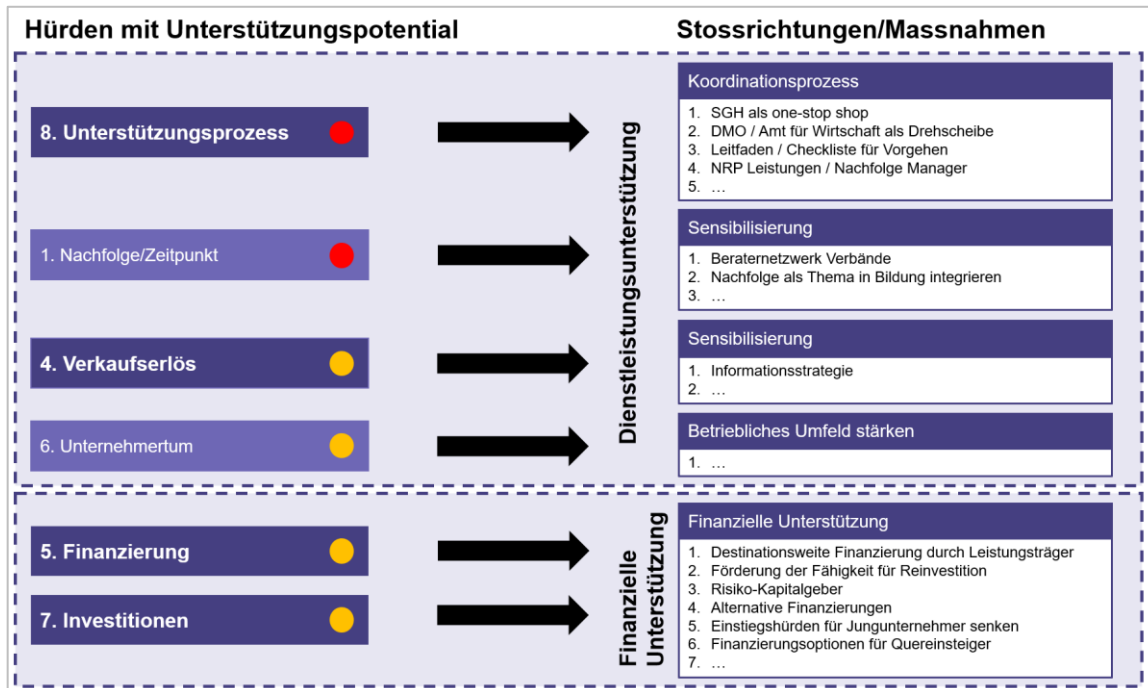 Hürden mit Unterstützungspotential
Stossrichtungen/Massnahmen
8. Unterstützungsprozess
1. Nachfolge/Zeitpunkt
4. Verkaufserlös
6. Unternehmertum
Dienstleistungsunterstützung
Koordinationsprozess
1. SGH als one-stop shop
2. DMO / Amt für Wirtschaft als Drehscheibe
3. Leitfaden / Checkliste für Vorgehen
4. NRP Leistungen / Nachfolge Manager
5. …
Sensibilisierung
1. Beraternetzwerk Verbände
2. Nachfolge als Thema in Bildung integrieren
3. …
Sensibilisierung
1. Informationsstrategie
2. …
Betriebliches Umfeld stärken
1. …
5. Finanzierung
7. Investitionen
Finanzielle
Unterstützung
Finanzielle Unterstützung
1. Destinationsweite Finanzierung durch Leistungsträger
2. Förderung der Fähigkeit für Reinvestition
3. Risiko-Kapitalgeber
4. Alternative Finanzierungen
5. Einstiegshürden für Jungunternehmer senken
6. Finanzierungsoptionen für Quereinsteiger
7. …